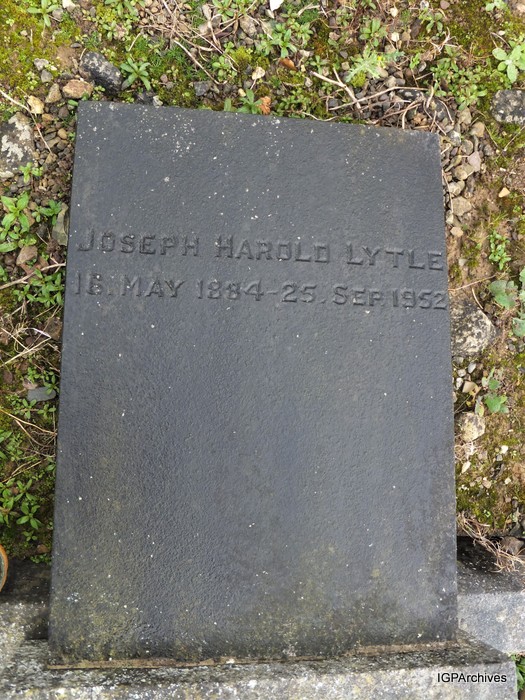 JOSEPH HAROLD LYTLE
16. MAY 1884 - 25. SEP. 1952
IGPArchives